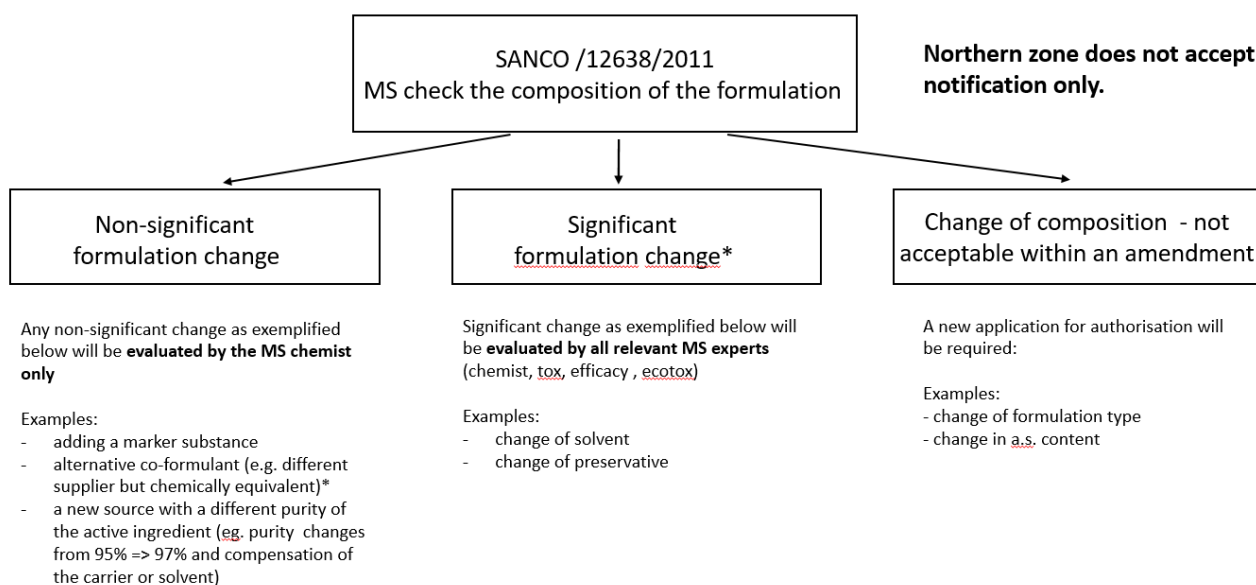 SANCO /12638/2011
MS check the composition of the formulation
Northern zone does not accept
notification only.
Non-significant
formulation change
Significant
formulation change*
Change of composition - not
acceptable within an amendment
Any non-significant change as exemplified
below will be evaluated by the MS chemist
only
Examples:
- adding a marker substance
- alternative co-formulant (e.g. different
supplier but chemically equivalent)*
- a new source with a different purity of
the active ingredient (eg. purity changes
from 95% => 97% and compensation of
the carrier or solvent)
Significant change as exemplified below will
be evaluated by all relevant MS experts
(chemist, tox, efficacy , ecotox)
Examples:
- change of solvent
- change of preservative
A new application for authorisation will
be required:
Examples:
- change of formulation type
- change in a.s. content